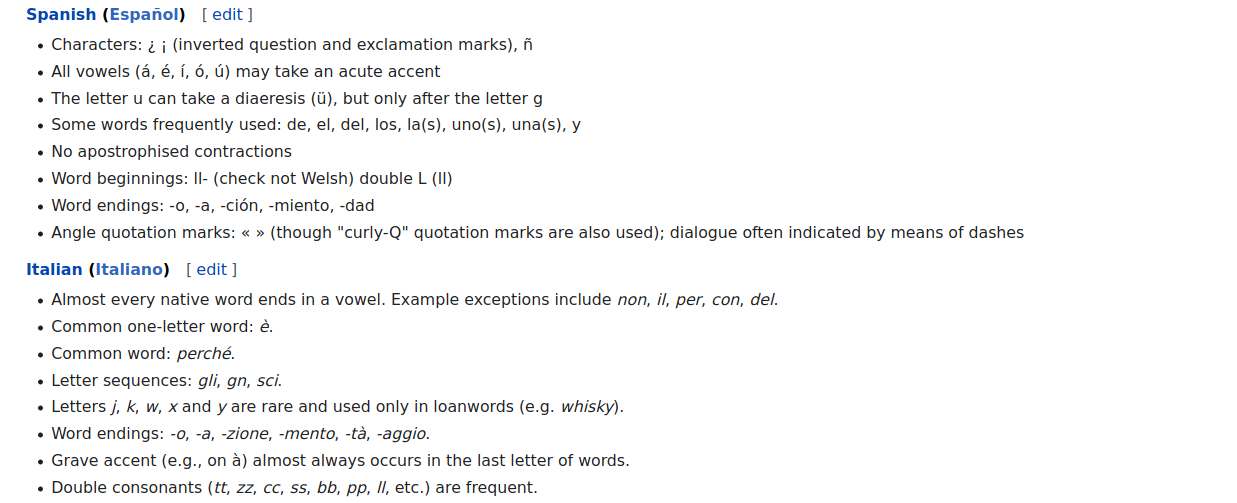 Spanish (Español) [ edit ]
• Characters: ¿ ¡ (inverted question and exclamation marks), ñ
• All vowels (á, é, í, ó, ú) may take an acute accent
• The letter u can take a diaeresis (ü), but only after the letter g
• Some words frequently used: de, el, del, los, la(s), uno(s), una(s), y
• No apostrophised contractions
• Word beginnings: ll- (check not Welsh) double L (ll)
• Word endings: -o, -a, -ción, -miento, -dad
• Angle quotation marks: « » (though "curly-Q" quotation marks are also used); dialogue often indicated by means of dashes
Italian (Italiano) [ edit ]
• Almost every native word ends in a vowel. Example exceptions include non, il, per, con, del.
• Common one-letter word: è.
• Common word: perché.
• Letter sequences: gli, gn, sci.
• Letters j, k, w, x and y are rare and used only in loanwords (e.g. whisky).
• Word endings: -o, -a, -zione, -mento, -tà, -aggio.
• Grave accent (e.g., on à) almost always occurs in the last letter of words.
• Double consonants (tt, zz, cc, ss, bb, pp, ll, etc.) are frequent.